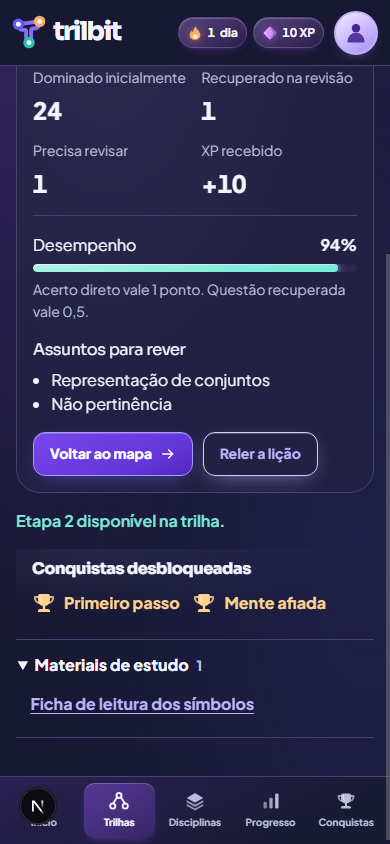 trilbit
1 dia
10 XP
Dominado inicialmente
Recuperado na revisão
24
1
Precisa revisar
XP recebido
1
+10
Desempenho
94%
Acerto direto vale 1 ponto. Questão recuperada
vale 0,5.
Assuntos para rever
Representação de conjuntos
Não pertinência
Voltar ao mapa →
Reler a lição
Etapa 2 disponível na trilha.
Conquistas desbloqueadas
Primeiro passo
Mente afiada
Materiais de estudo 1
Ficha de leitura dos símbolos
N
Trilhas
Disciplinas
Progresso
Conquistas